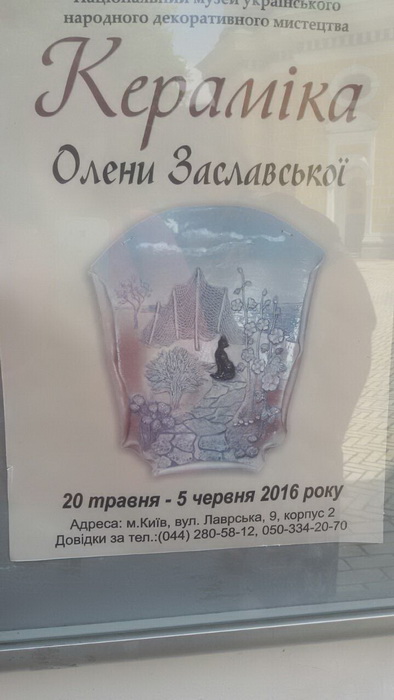 Національний музей українського
народного декоративного мистецтва
Кераміка
Олени Заславської
20 травня - 5 червня 2016 року
Адреса: м.Київ, вул. Лаврська, 9, корпус 2
Довідки за тел.:(044) 280-58-12, 050-334-20-70